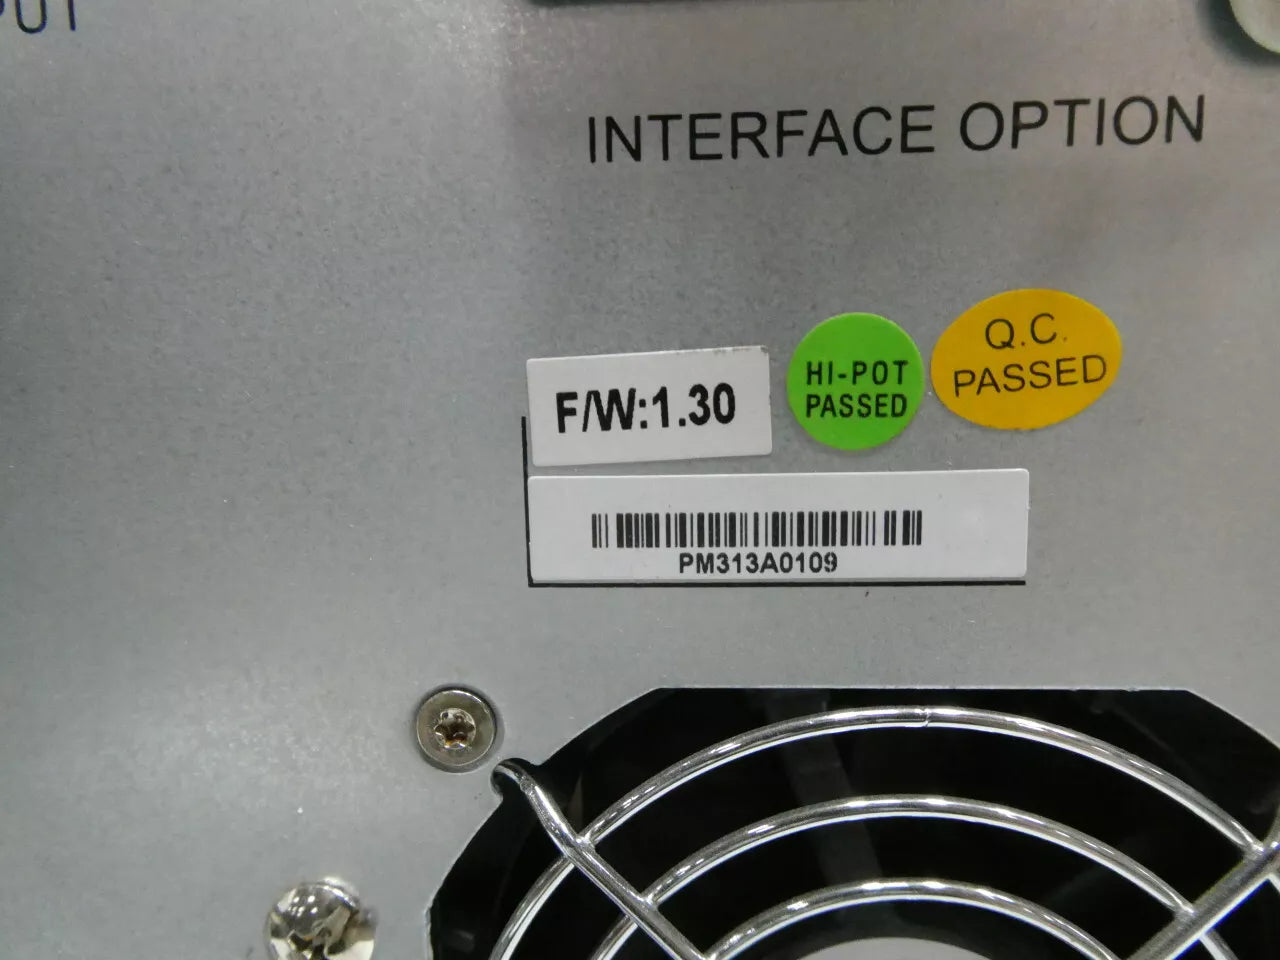 INTERFACE OPTION
F/W:1.30
HI-POT
PASSED
Q.C.
PASSED
PM313A0109